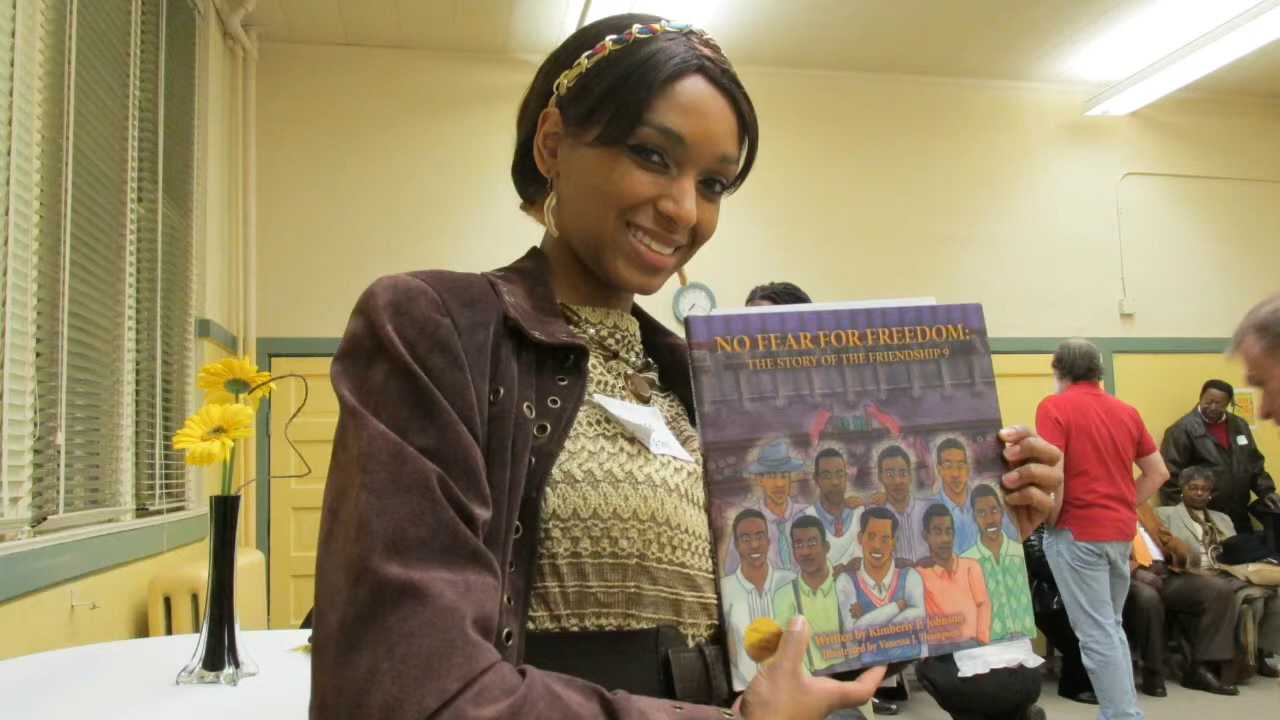 NO FEAR FOR FREEDOM:
THE STORY OF THE FRIENDSHIP 9
Written by Kimberly P. Johnson
Illustrated by Vanessa J. Thompson